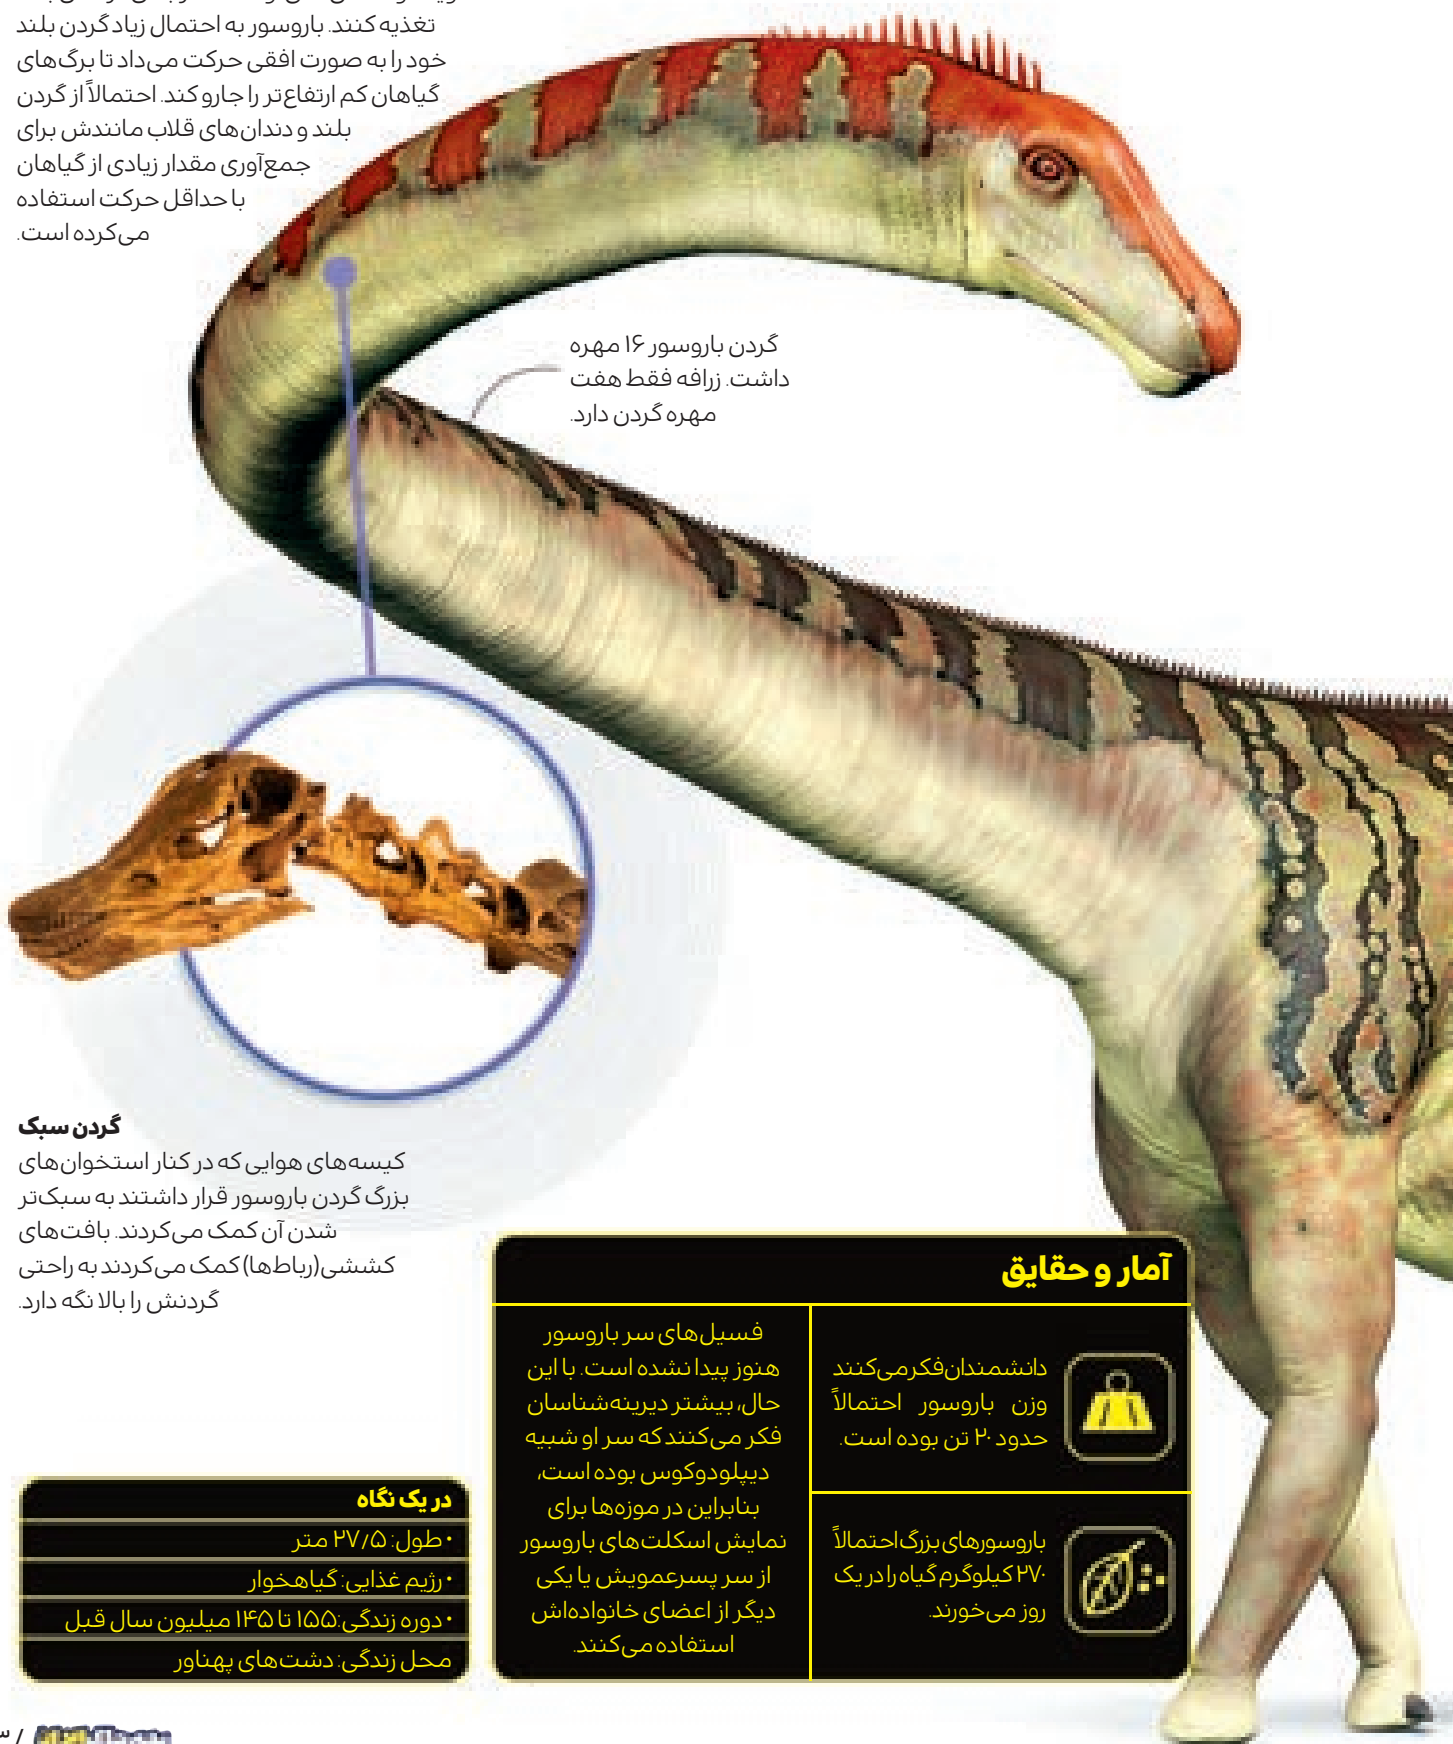 تغذیه کنند. باروسور به احتمال زیاد گردن بلند
خود را به صورت افقی حرکت می‌داد تا برگ‌های
گیاهان کم ارتفاع‌تر را جارو کند. احتمالاً از گردن
بلند و دندان‌های قلاب مانندش برای
جمع‌آوری مقدار زیادی از گیاهان
با حداقل حرکت استفاده
می‌کرده است.
گردن باروسور ۱۶ مهره
داشت. زرافه فقط هفت
مهره گردن دارد.
گردن سبک
کیسه‌های هوایی که در کنار استخوان‌های
بزرگ گردن باروسور قرار داشتند به سبک‌تر
شدن آن کمک می‌کردند. بافت‌های
کششی(رباط‌ها) کمک می‌کردند به راحتی
گردنش را بالا نگه دارد.
آمار و حقایق
دانشمندان فکر می‌کنند
وزن باروسور احتمالاً
حدود ۲۰ تن بوده است.
باروسورهای بزرگ احتمالاً
۲۷۰ کیلوگرم گیاه را در یک
روز می‌خورند.
فسیل‌های سر باروسور
هنوز پیدا نشده است. با این
حال، بیشتر دیرینه‌شناسان
فکر می‌کنند که سر او شبیه
دیپلودوکوس بوده است،
بنابراین در موزه‌ها برای
نمایش اسکلت‌های باروسور
از سر پسرعمویش یا یکی
دیگر از اعضای خانواده‌اش
استفاده می‌کنند.
در یک نگاه
• طول: ۲۷/۵ متر
• رژیم غذایی: گیاهخوار
• دوره زندگی: ۱۵۵ تا ۱۴۵ میلیون سال قبل
محل زندگی: دشت‌های پهناور